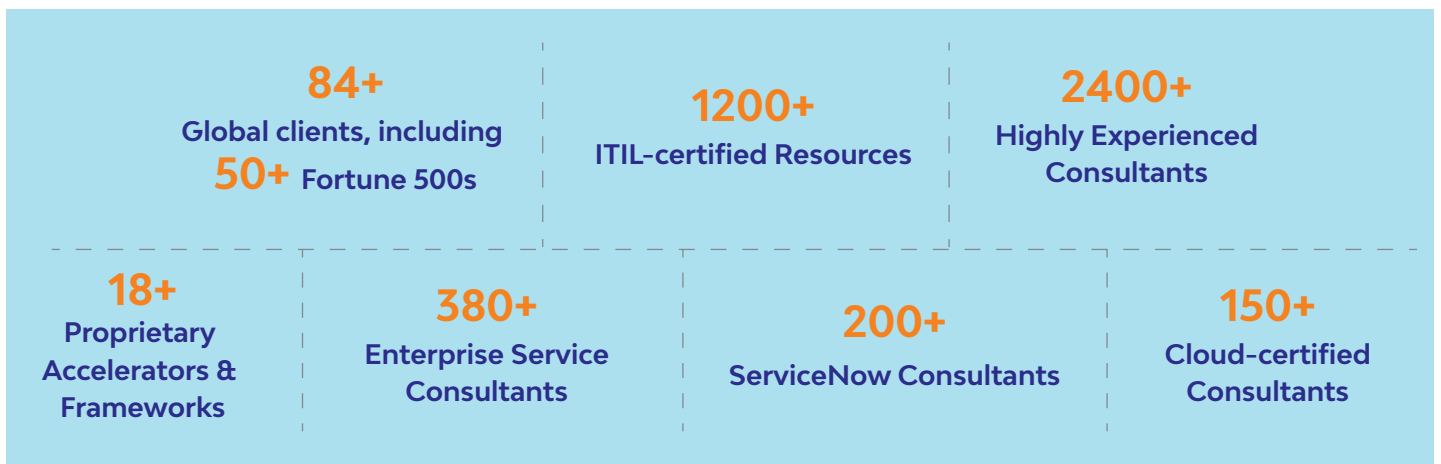 84+
Global clients, including
50+ Fortune 500s
1200+
ITIL-certified Resources
2400+
Highly Experienced
Consultants
18+
Proprietary
Accelerators &
Frameworks
380+
Enterprise Service
Consultants
200+
ServiceNow Consultants
150+
Cloud-certified
Consultants